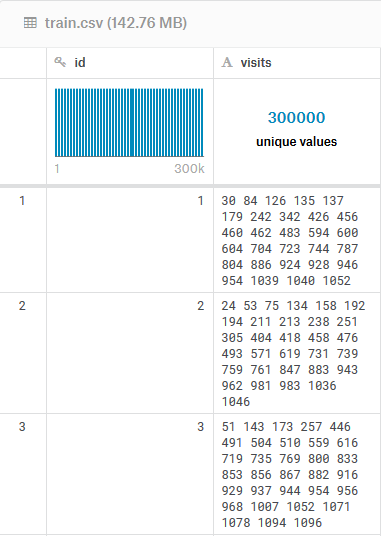 train.csv (142.76 MB)
id visits
300000
unique values
1 300k
1 1 30 84 126 135 137
179 242 342 426 456
460 462 483 594 600
604 704 723 744 787
804 886 924 928 946
954 1039 1040 1052
2 2 24 53 75 134 158 192
194 211 213 238 251
305 404 418 458 476
493 571 619 731 739
759 761 847 883 943
962 981 983 1036
1046
3 3 51 143 173 257 446
491 504 510 559 616
719 735 769 800 833
853 856 867 882 916
929 937 944 954 956
968 1007 1052 1071
1078 1094 1096